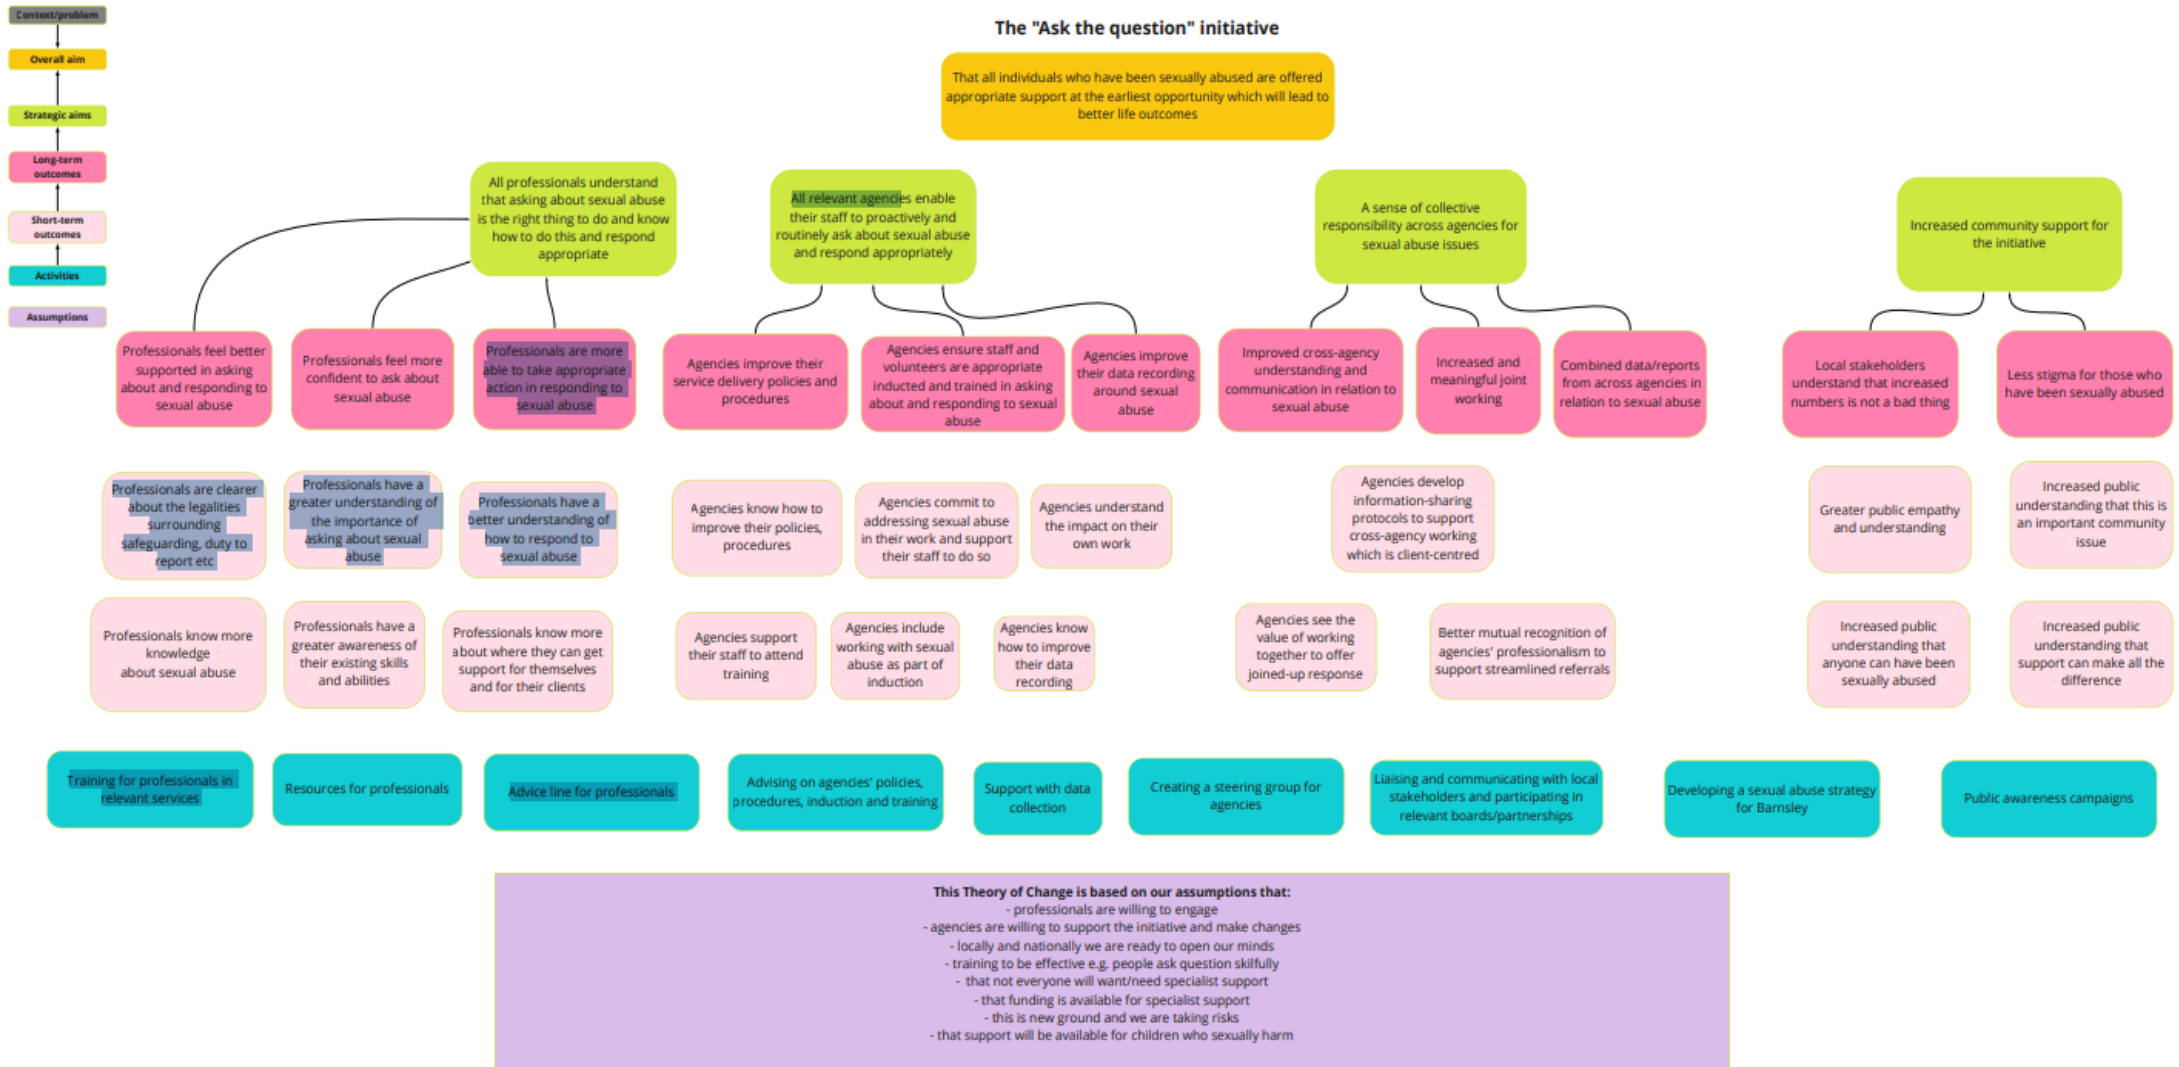 Context/problem
Overall aim
Strategic aims
Long-term
outcomes
Short-term
outcomes
Activities
Assumptions
The "Ask the question" initiative
That all individuals who have been sexually abused are offered
appropriate support at the earliest opportunity which will lead to
better life outcomes
All professionals understand
that asking about sexual abuse
is the right thing to do and know
how to do this and respond
appropriate
All relevant agencies enable
their staff to proactively and
routinely ask about sexual abuse
and respond appropriately
A sense of collective
responsibility across agencies for
sexual abuse issues
Increased community support for
the initiative
Professionals feel better
supported in asking
about and responding to
sexual abuse
Professionals feel more
confident to ask about
sexual abuse
Professionals are more
able to take appropriate
action in responding to
sexual abuse
Agencies improve their
service delivery policies and
procedures
Agencies ensure staff and
volunteers are appropriate
inducted and trained in asking
about and responding to sexual
abuse
Agencies improve
their data recording
around sexual
abuse
Improved cross-agency
understanding and
communication in relation to
sexual abuse
Increased and
meaningful joint
working
Combined data/reports
from across agencies in
relation to sexual abuse
Local stakeholders
understand that increased
numbers is not a bad thing
Less stigma for those who
have been sexually abused
Professionals are clearer
about the legalities
surrounding
safeguarding, duty to
report etc
Professionals have a
greater understanding of
the importance of
asking about sexual
abuse
Professionals have a
better understanding of
how to respond to
sexual abuse
Agencies know how to
improve their policies,
procedures
Agencies commit to
addressing sexual abuse
in their work and support
their staff to do so
Agencies understand
the impact on their
own work
Agencies develop
information-sharing
protocols to support
cross-agency working
which is client-centred
Greater public empathy
and understanding
Increased public
understanding that this is
an important community
issue
Professionals know more
knowledge
about sexual abuse
Professionals have a
greater awareness of
their existing skills
and abilities
Professionals know more
about where they can get
support for themselves
and for their clients
Agencies support
their staff to attend
training
Agencies include
working with sexual
abuse as part of
induction
Agencies know
how to improve
their data
recording
Agencies see the
value of working
together to offer
joined-up response
Better mutual recognition of
agencies' professionalism to
support streamlined referrals
Increased public
understanding that
anyone can have been
sexually abused
Increased public
understanding that
support can make all the
difference
Training for professionals in
relevant services
Resources for professionals
Advice line for professionals
Advising on agencies' policies,
procedures, induction and training
Support with data
collection
Creating a steering group for
agencies
Liaising and communicating with local
stakeholders and participating in
relevant boards/partnerships
Developing a sexual abuse strategy
for Barnsley
Public awareness campaigns
This Theory of Change is based on our assumptions that:
- professionals are willing to engage
- agencies are willing to support the initiative and make changes
- locally and nationally we are ready to open our minds
- training to be effective e.g. people ask question skilfully
- that not everyone will want/need specialist support
- that funding is available for specialist support
- this is new ground and we are taking risks
- that support will be available for children who sexually harm